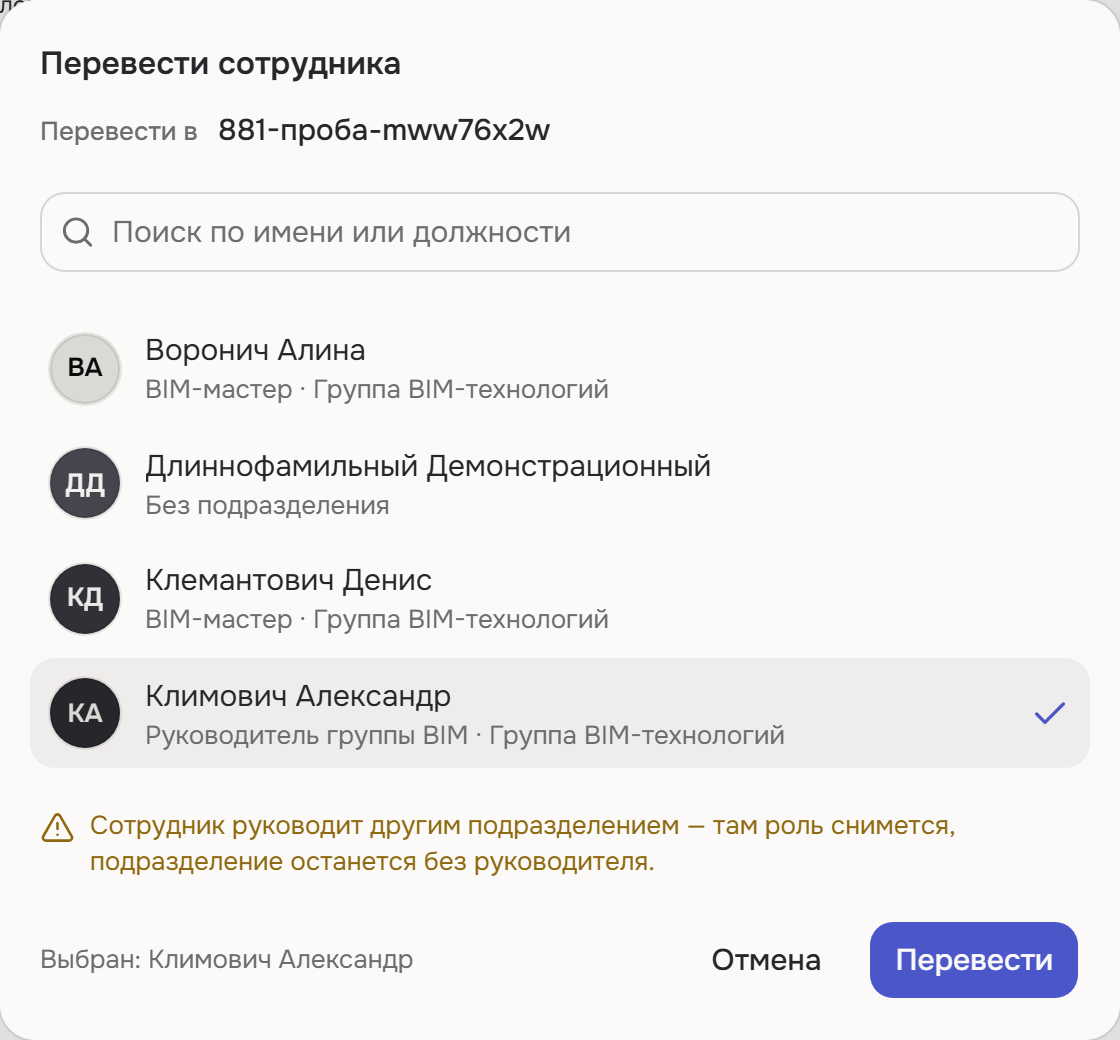 Перевести сотрудника
Перевести в 881-проба-mww76x2w
Поиск по имени или должности
ВА
Воронич Алина
BIM-мастер · Группа BIM-технологий
ДД
Длиннофамильный Демонстрационный
Без подразделения
КД
Клемантович Денис
BIM-мастер · Группа BIM-технологий
КА
Климович Александр
Руководитель группы BIM · Группа BIM-технологий
Сотрудник руководит другим подразделением — там роль снимется,
подразделение останется без руководителя.
Выбран: Климович Александр
Отмена
Перевести